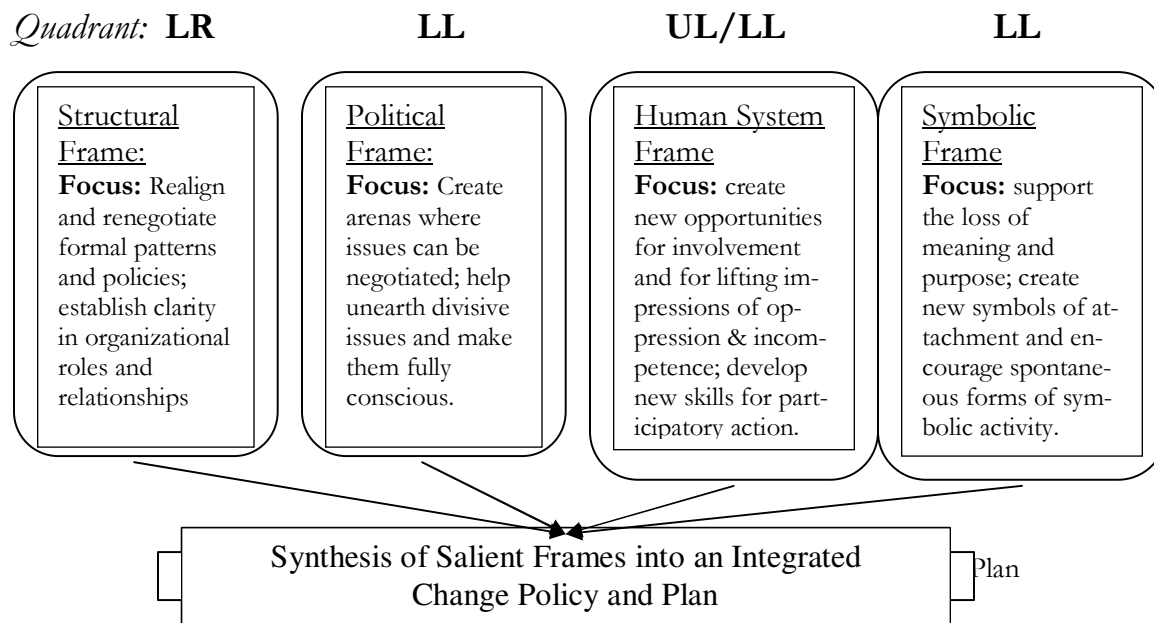 Quadrant: LR LL UL/LL LL
Structural
Frame:
Focus: Realign
and renegotiate
formal patterns
and policies;
establish clarity
in organizational
roles and
relationships
Political
Frame:
Focus: Create
arenas where
issues can be
negotiated; help
unearth divisive
issues and make
them fully
conscious.
Human System
Frame
Focus: create
new opportunities
for involvement
and for lifting im-
pressions of op-
pression & incom-
petence; develop
new skills for part-
icipatory action.
Symbolic
Frame
Focus: support
the loss of
meaning and
purpose; create
new symbols of at-
tachment and en-
courage spontane-
ous forms of sym-
bolic activity.
Synthesis of Salient Frames into an Integrated
Change Policy and Plan
Plan